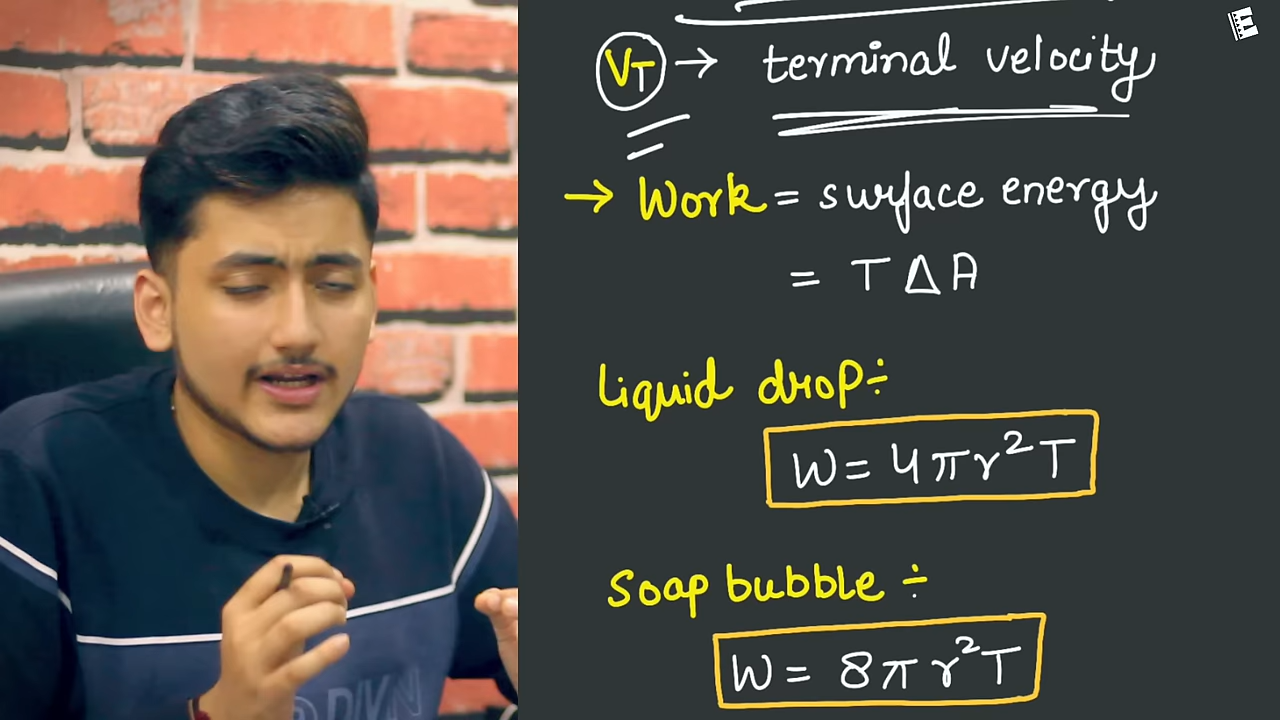 VT → terminal velocity
→ Work = surface energy
= T Δ A
Liquid drop ÷
W = 4πr²T
Soap bubble ÷
W = 8πr²T